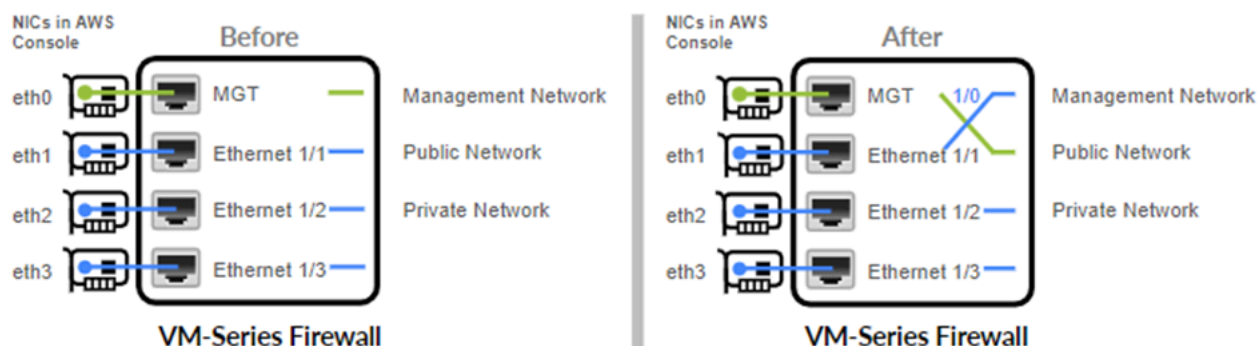 NICs in AWS
Console
Before
eth0 MGT Management Network
eth1 Ethernet 1/1 Public Network
eth2 Ethernet 1/2 Private Network
eth3 Ethernet 1/3
VM-Series Firewall
NICs in AWS
Console
After
eth0 MGT 1/0 Management Network
eth1 Ethernet 1/1 Public Network
eth2 Ethernet 1/2 Private Network
eth3 Ethernet 1/3
VM-Series Firewall